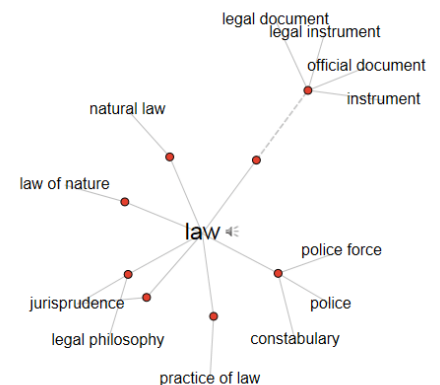 legal document
legal instrument
official document
instrument
natural law
law of nature
law
police force
police
constabulary
jurisprudence
legal philosophy
practice of law